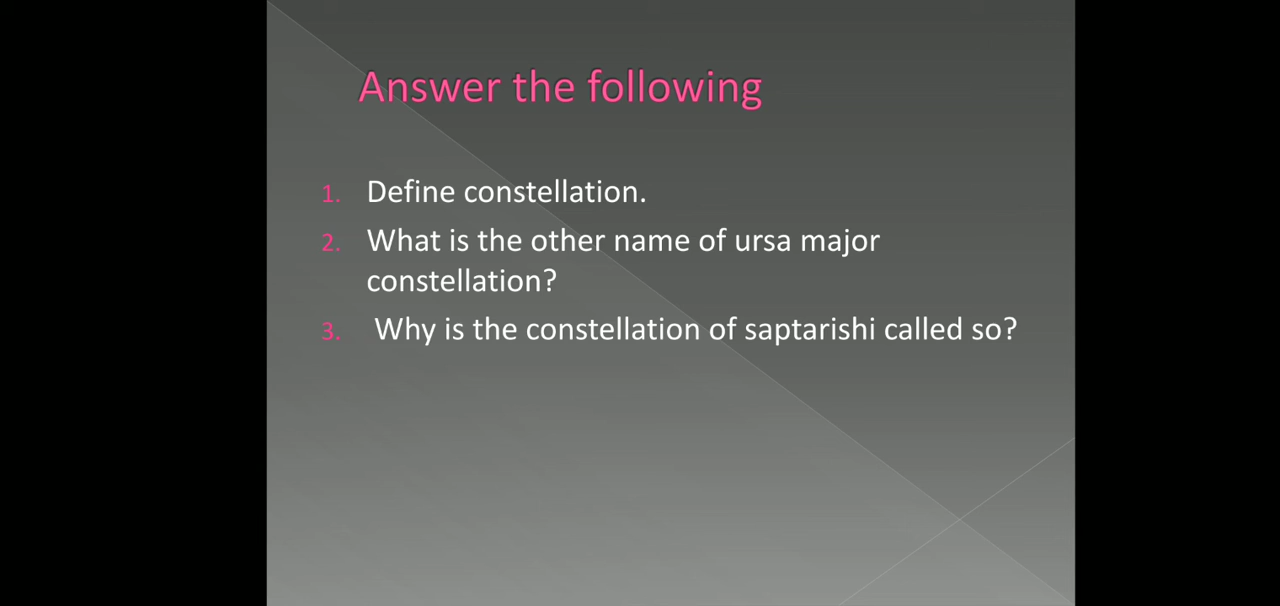 Answer the following
1. Define constellation.
2. What is the other name of ursa major
constellation?
3. Why is the constellation of saptarishi called so?